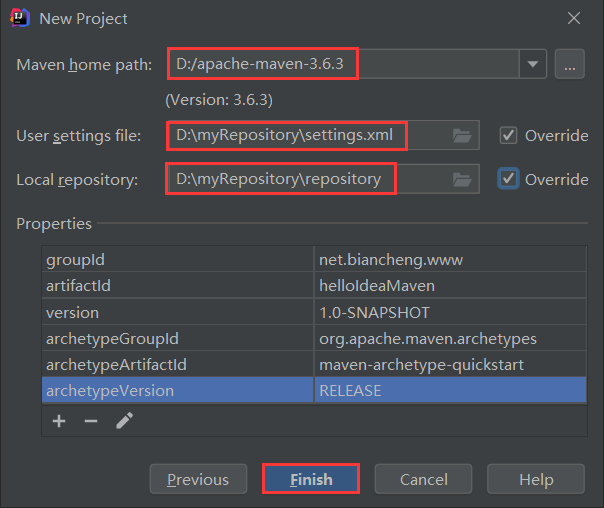 New Project
Maven home path: D:/apache-maven-3.6.3 ...
(Version: 3.6.3)
User settings file: D:\myRepository\settings.xml Override
Local repository: D:\myRepository\repository Override
Properties
groupId net.biancheng.www
artifactId helloIdeaMaven
version 1.0-SNAPSHOT
archetypeGroupId org.apache.maven.archetypes
archetypeArtifactId maven-archetype-quickstart
archetypeVersion RELEASE
Previous Finish Cancel Help